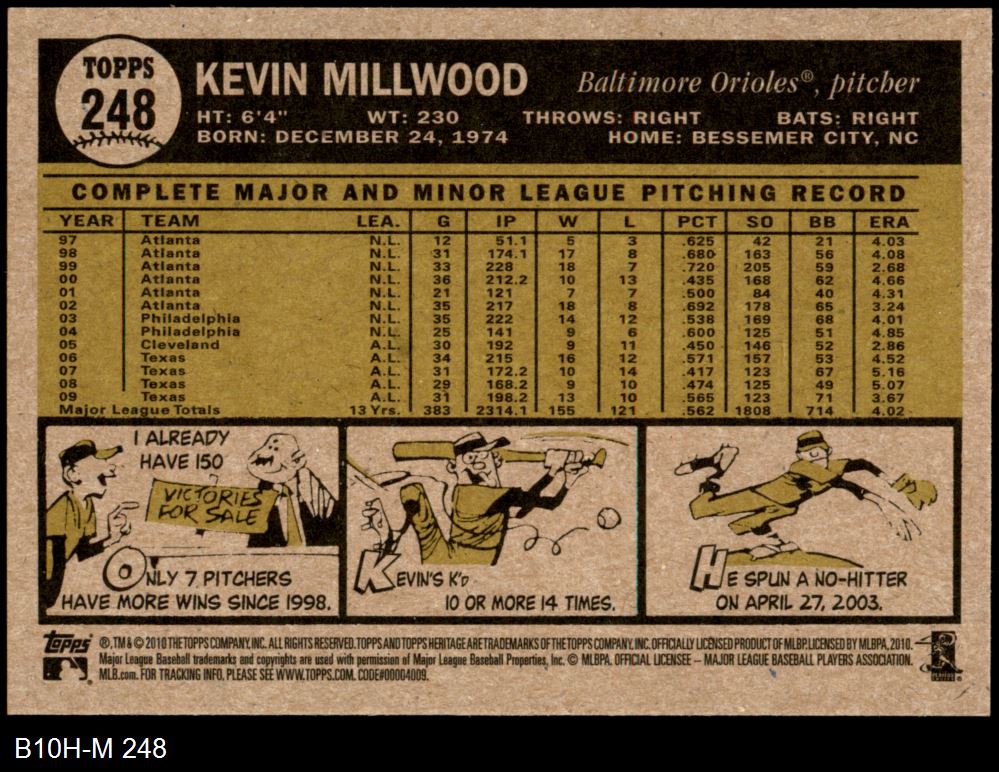 TOPPS
248
KEVIN MILLWOOD Baltimore Orioles®, pitcher
HT: 6'4" WT: 230 THROWS: RIGHT BATS: RIGHT
BORN: DECEMBER 24, 1974 HOME: BESSEMER CITY, NC
COMPLETE MAJOR AND MINOR LEAGUE PITCHING RECORD
YEAR TEAM LEA. G IP W L PCT SO BB ERA
97 Atlanta N.L. 12 51.1 5 3 .625 42 21 4.03
98 Atlanta N.L. 31 174.1 17 8 .680 163 56 4.08
99 Atlanta N.L. 33 228 18 7 .720 205 59 2.68
00 Atlanta N.L. 36 212.2 10 13 .435 168 62 4.66
01 Atlanta N.L. 21 121 7 7 .500 84 40 4.31
02 Atlanta N.L. 35 217 18 8 .692 178 65 3.24
03 Philadelphia N.L. 35 222 14 12 .538 169 68 4.01
04 Philadelphia N.L. 25 141 9 6 .600 125 51 4.85
05 Cleveland A.L. 30 192 9 11 .450 146 52 2.86
06 Texas A.L. 34 215 16 12 .571 157 53 4.52
07 Texas A.L. 31 172.2 10 14 .417 123 67 5.16
08 Texas A.L. 29 168.2 9 10 .474 125 49 5.07
09 Texas A.L. 31 198.2 13 10 .565 123 71 3.67
Major League Totals 13 Yrs. 383 2314.1 155 121 .562 1808 714 4.02
I ALREADY
HAVE 150
VICTORIES
FOR SALE
ONLY 7 PITCHERS
HAVE MORE WINS SINCE 1998.
KEVIN'S K'D
10 OR MORE 14 TIMES.
HE SPUN A NO-HITTER
ON APRIL 27, 2003.
topps ®, TM & © 2010 THE TOPPS COMPANY, INC. ALL RIGHTS RESERVED. TOPPS AND TOPPS HERITAGE ARE TRADEMARKS OF THE TOPPS COMPANY, INC. OFFICIALLY LICENSED PRODUCT OF MLBP. LICENSED BY MLBPA, 2010.
Major League Baseball trademarks and copyrights are used with permission of Major League Baseball Properties, Inc. © MLBPA. OFFICIAL LICENSEE – MAJOR LEAGUE BASEBALL PLAYERS ASSOCIATION.
MLB.com. FOR TRACKING INFO, PLEASE SEE WWW.TOPPS.COM. CODE#00004009.
B10H-M 248